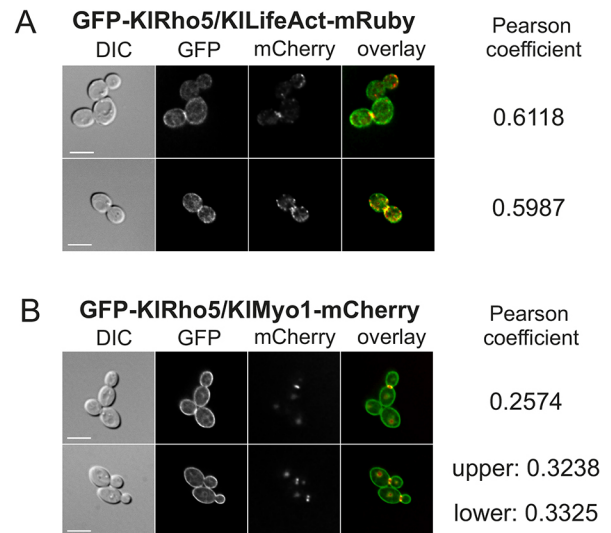 A
GFP-KlRho5/KlLifeAct-mRuby
Pearson
coefficient
DIC GFP mCherry overlay
0.6118
0.5987
B
GFP-KlRho5/KlMyo1-mCherry
Pearson
coefficient
DIC GFP mCherry overlay
0.2574
upper: 0.3238
lower: 0.3325